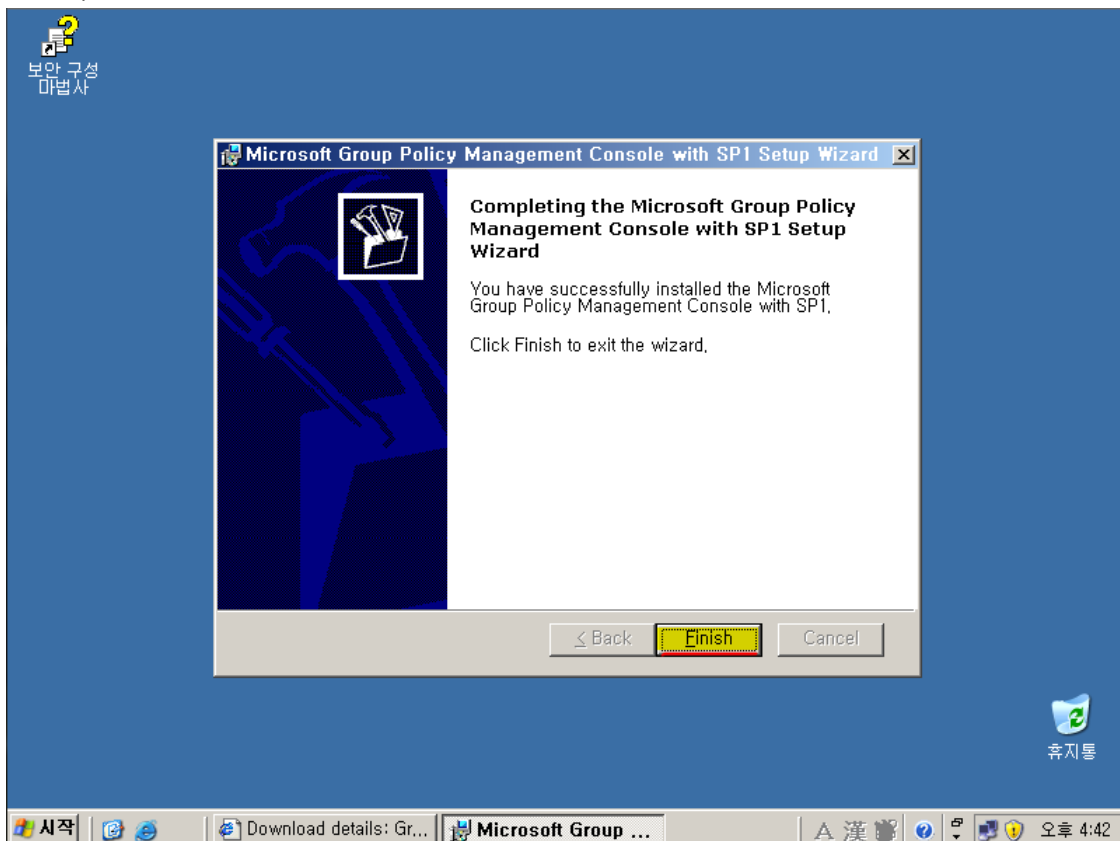 보안 구성
마법사
Microsoft Group Policy Management Console with SP1 Setup Wizard
Completing the Microsoft Group Policy
Management Console with SP1 Setup
Wizard
You have successfully installed the Microsoft
Group Policy Management Console with SP1.
Click Finish to exit the wizard.
< Back
Finish
Cancel
휴지통
시작
Download details: Gr...
Microsoft Group ...
A 漢
오후 4:42